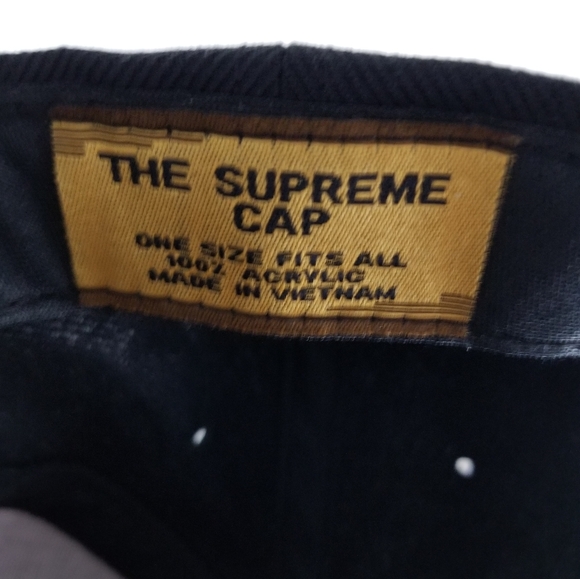 THE SUPREME
CAP
ONE SIZE FITS ALL
100% ACRYLIC
MADE IN VIETNAM